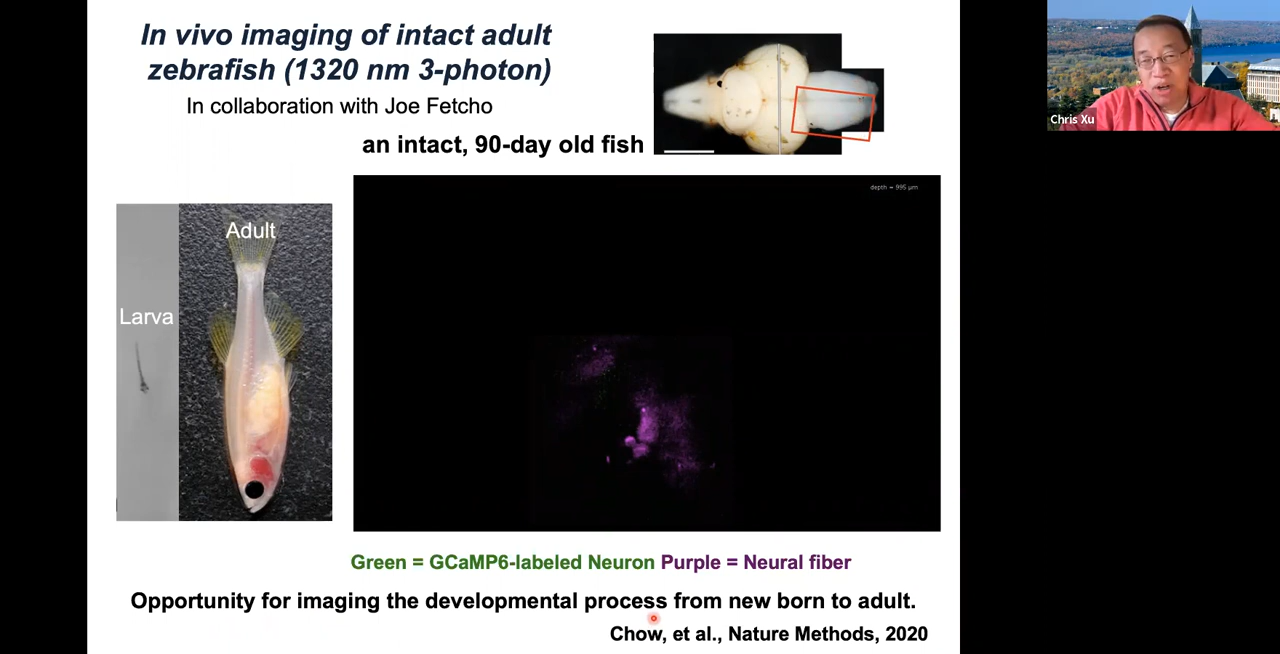 In vivo imaging of intact adult
zebrafish (1320 nm 3-photon)
In collaboration with Joe Fetcho
an intact, 90-day old fish
Chris Xu
depth = 995 µm
Adult
Larva
Green = GCaMP6-labeled Neuron Purple = Neural fiber
Opportunity for imaging the developmental process from new born to adult.
Chow, et al., Nature Methods, 2020